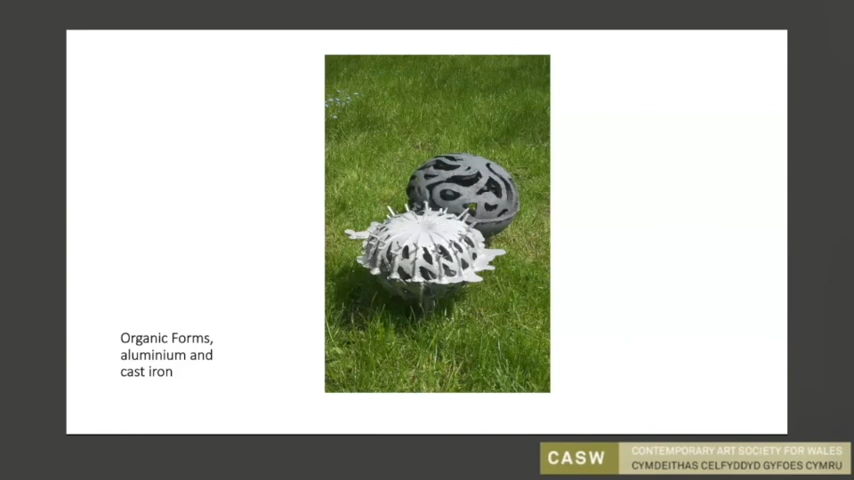 Organic Forms,
aluminium and
cast iron
CASW
CONTEMPORARY ART SOCIETY FOR WALES
CYMDEITHAS CELFYDDYD GYFOES CYMRU